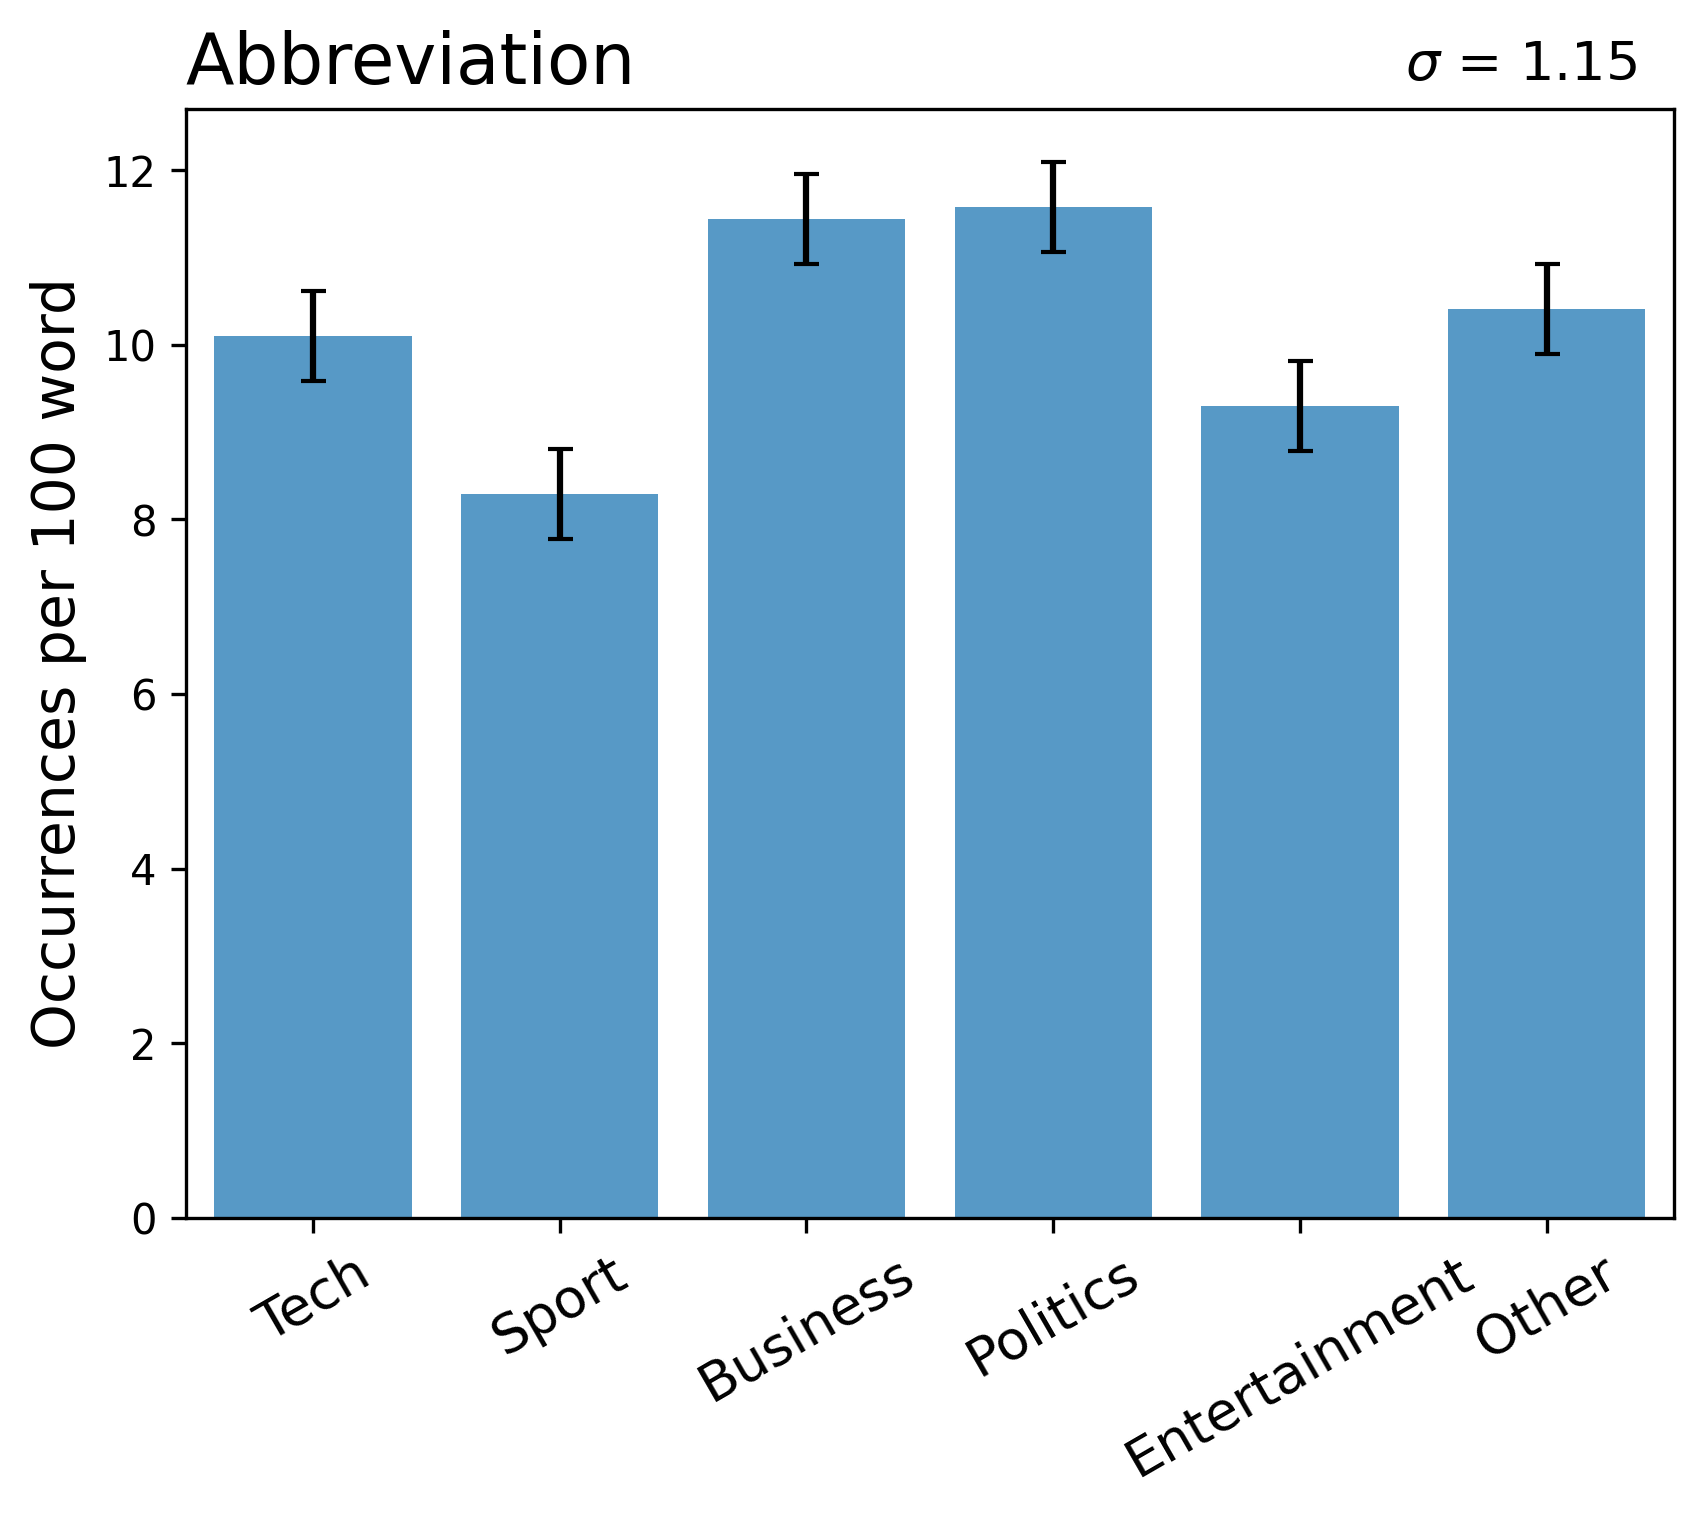 Abbreviation
σ = 1.15
Occurrences per 100 word
12
10
8
6
4
2
0
Tech
Sport
Business
Politics
Entertainment
Other